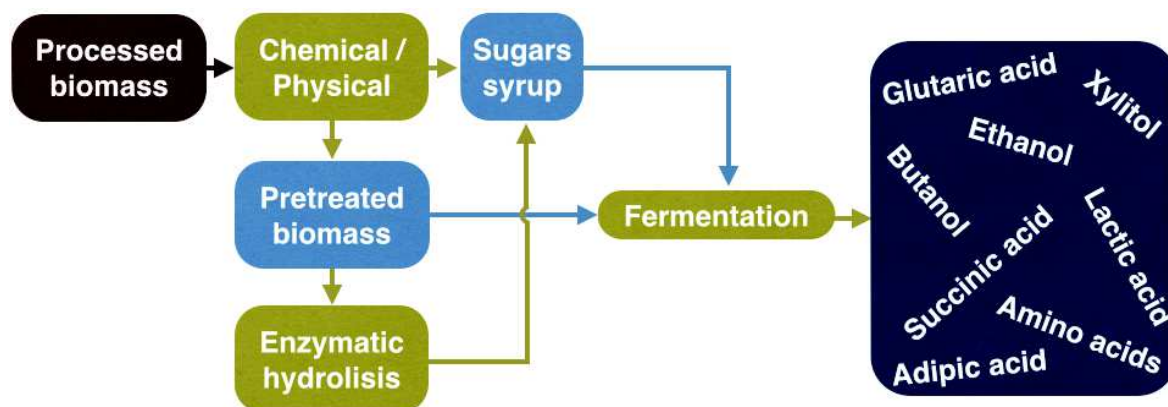 Processed
biomass
Chemical /
Physical
Sugars
syrup
Pretreated
biomass
Fermentation
Enzymatic
hydrolisis
Glutaric acid
Xylitol
Ethanol
Butanol
Lactic acid
Succinic acid
Amino acids
Adipic acid